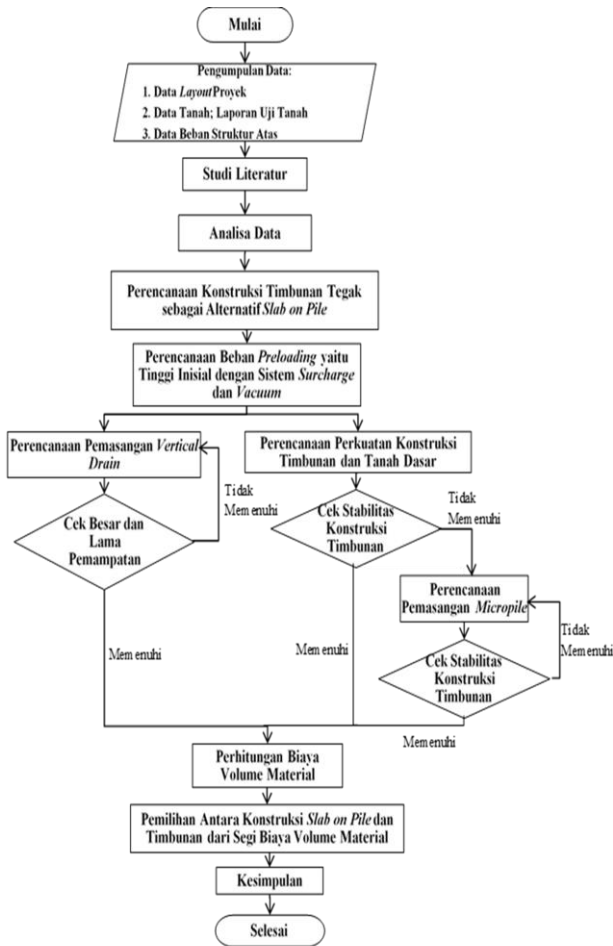 Mulai
Pengumpulan Data:
1. Data Layout Proyek
2. Data Tanah; Laporan Uji Tanah
3. Data Beban Struktur Atas
Studi Literatur
Analisa Data
Perencanaan Konstruksi Timbunan Tegak
sebagai Alternatif Slab on Pile
Perencanaan Beban Preloading yaitu
Tinggi Inisial dengan Sistem Surcharge
dan Vacuum
Perencanaan Pemasangan Vertical
Drain
Tidak
Memenuhi
Cek Besar dan
Lama
Pemampatan
Memenuhi
Perencanaan Perkuatan Konstruksi
Timbunan dan Tanah Dasar
Cek Stabilitas
Konstruksi
Timbunan
Tidak
Memenuhi
Memenuhi
Perencanaan
Pemasangan Micropile
Tidak
Memenuhi
Cek Stabilitas
Konstruksi
Timbunan
Memenuhi
Perhitungan Biaya
Volume Material
Pemilihan Antara Konstruksi Slab on Pile dan
Timbunan dari Segi Biaya Volume Material
Kesimpulan
Selesai